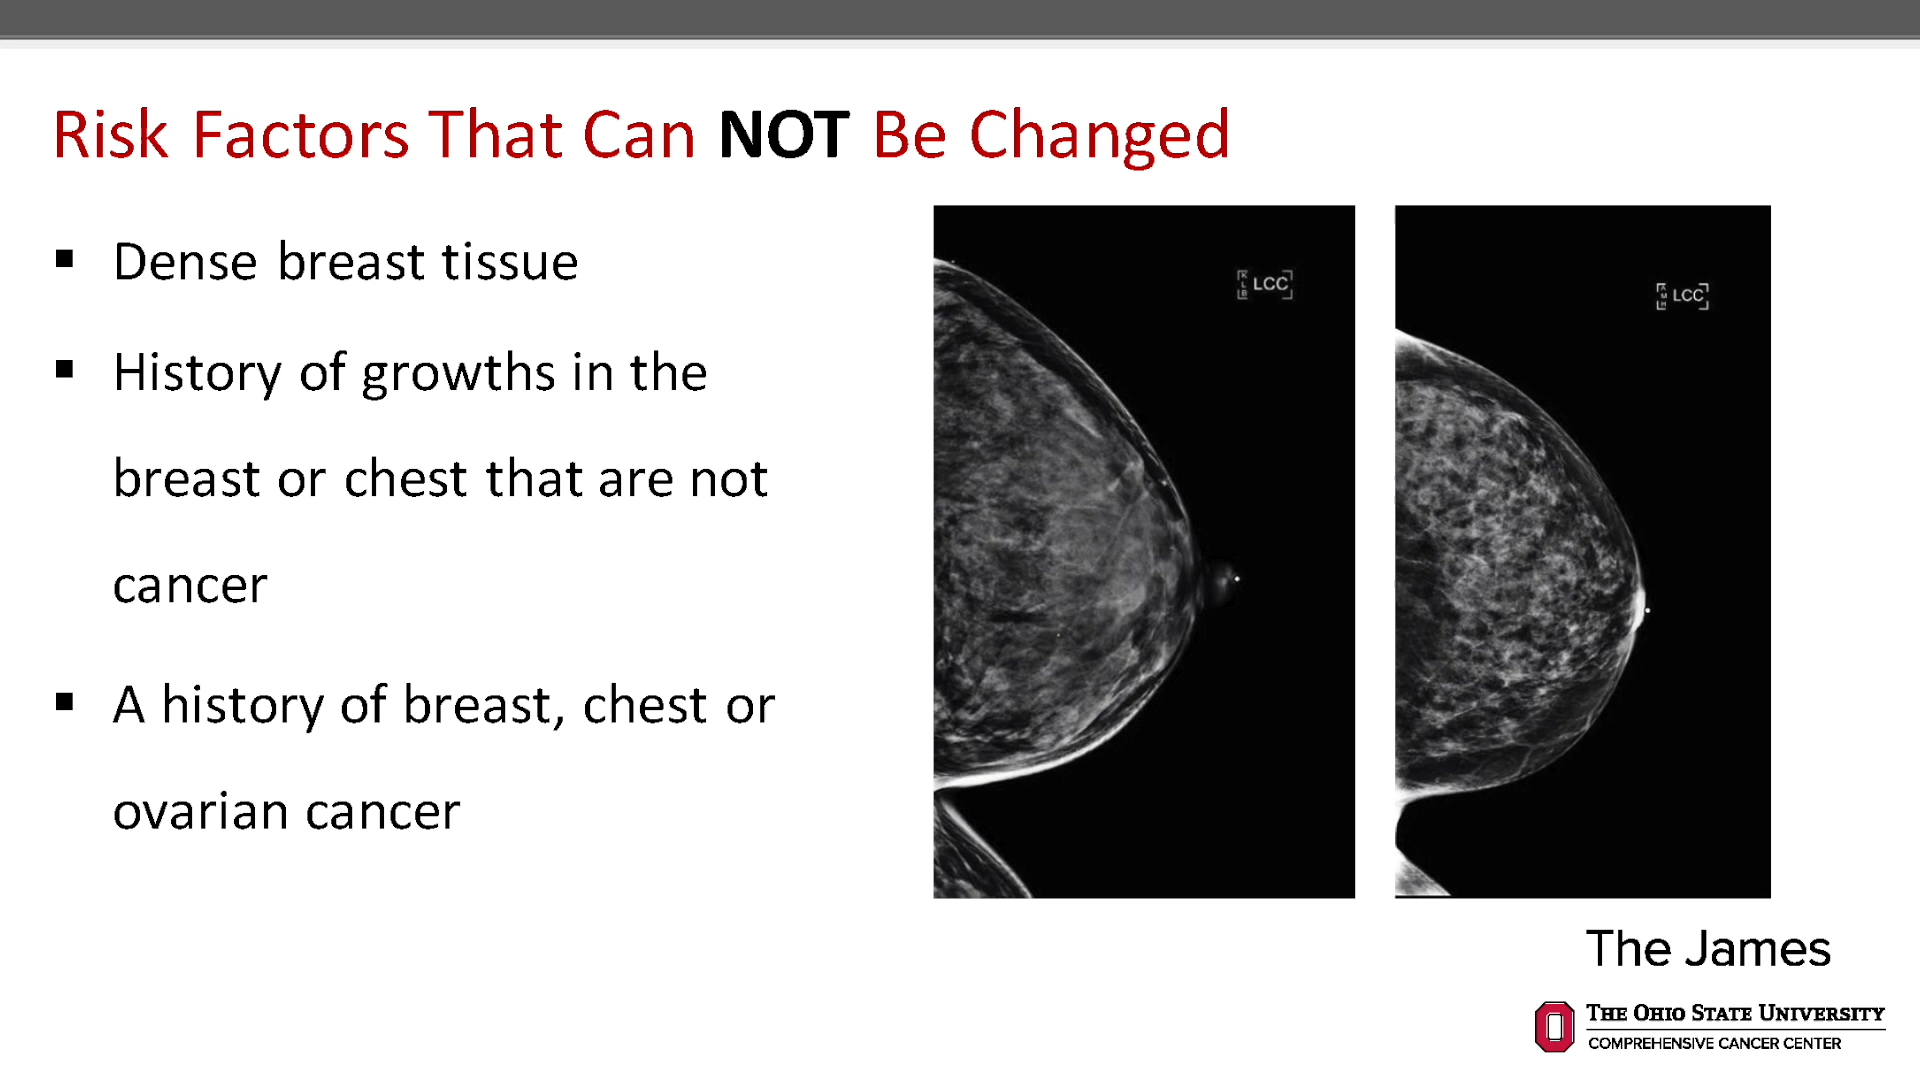 Risk Factors That Can NOT Be Changed
▪ Dense breast tissue
▪ History of growths in the
breast or chest that are not
cancer
▪ A history of breast, chest or
ovarian cancer
KLB LCC
AMH LCC
The James
THE OHIO STATE UNIVERSITY
COMPREHENSIVE CANCER CENTER